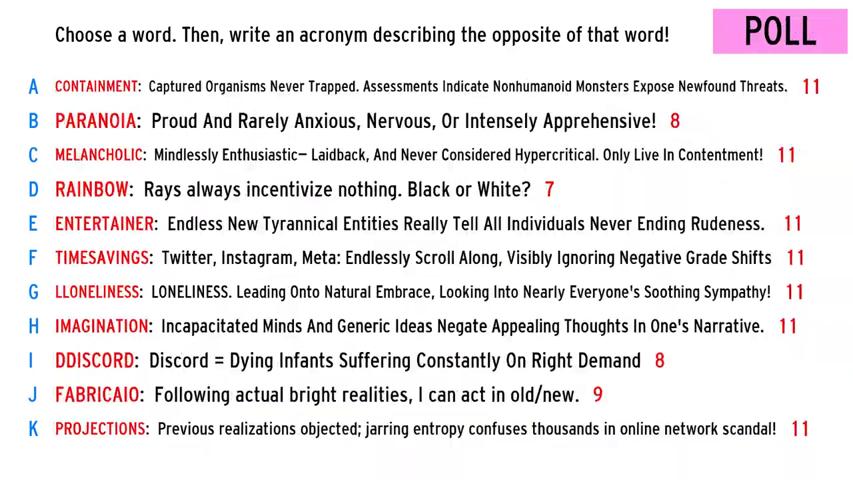 Choose a word. Then, write an acronym describing the opposite of that word!
POLL
A CONTAINMENT: Captured Organisms Never Trapped. Assessments Indicate Nonhumanoid Monsters Expose Newfound Threats. 11
B PARANOIA: Proud And Rarely Anxious, Nervous, Or Intensely Apprehensive! 8
C MELANCHOLIC: Mindlessly Enthusiastic— Laidback, And Never Considered Hypercritical. Only Live In Contentment! 11
D RAINBOW: Rays always incentivize nothing. Black or White? 7
E ENTERTAINER: Endless New Tyrannical Entities Really Tell All Individuals Never Ending Rudeness. 11
F TIMESAVINGS: Twitter, Instagram, Meta: Endlessly Scroll Along, Visibly Ignoring Negative Grade Shifts 11
G LLONELINESS: LONELINESS. Leading Onto Natural Embrace, Looking Into Nearly Everyone's Soothing Sympathy! 11
H IMAGINATION: Incapacitated Minds And Generic Ideas Negate Appealing Thoughts In One's Narrative. 11
I DDISCORD: Discord = Dying Infants Suffering Constantly On Right Demand 8
J FABRICAIO: Following actual bright realities, I can act in old/new. 9
K PROJECTIONS: Previous realizations objected; jarring entropy confuses thousands in online network scandal! 11